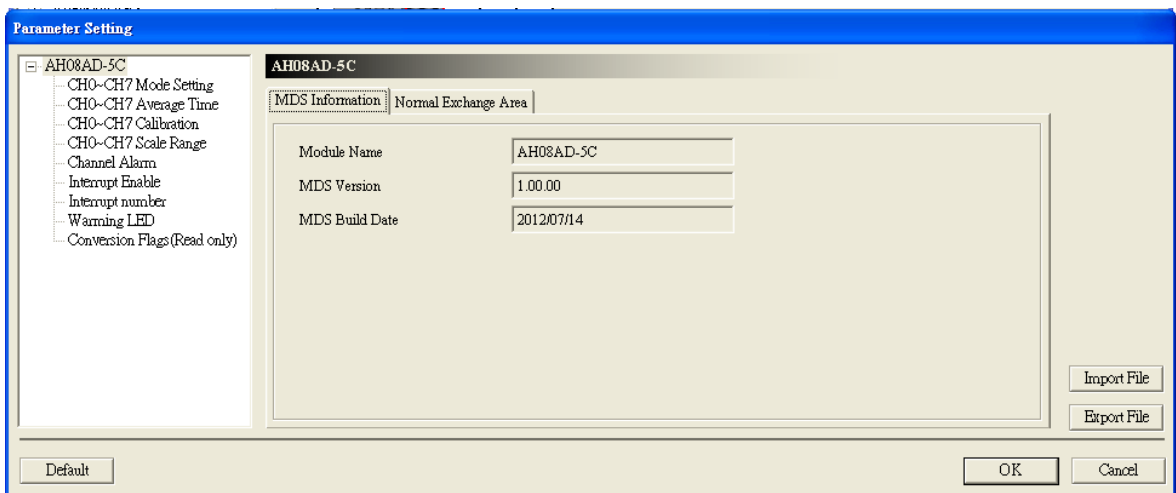 Parameter Setting
AH08AD-5C
CH0~CH7 Mode Setting
CH0~CH7 Average Time
CH0~CH7 Calibration
CH0~CH7 Scale Range
Channel Alarm
Interrupt Enable
Interrupt number
Warning LED
Conversion Flags(Read only)
AH08AD-5C
MDS Information
Normal Exchange Area
Module Name AH08AD-5C
MDS Version 1.00.00
MDS Build Date 2012/07/14
Import File
Export File
Default
OK
Cancel